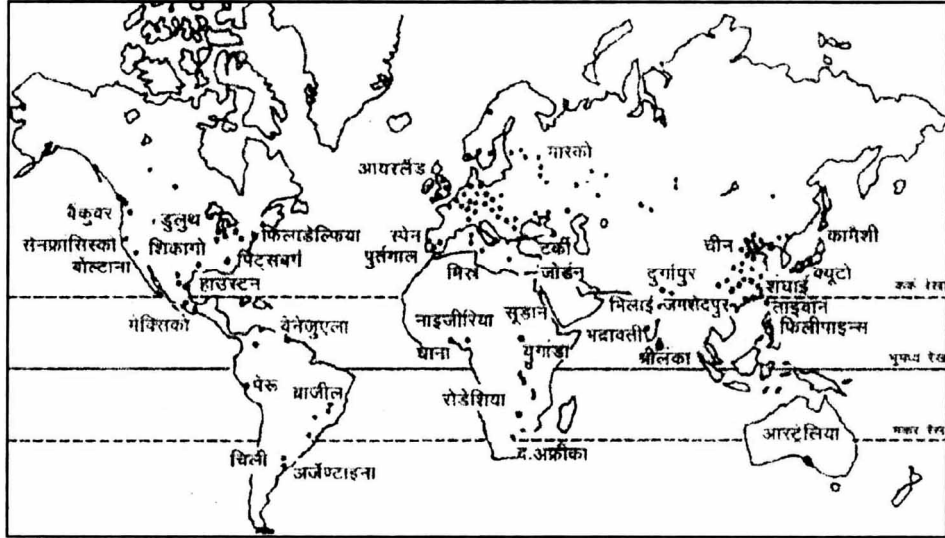 मास्को
आयरलैंड
बैंकुवर
डुलुथ
फिलाडेल्फिया
स्पेन
टर्की
चीन
कामैशी
सेनफ्रांसिस्को
शिकागो
पुर्तगाल
बोल्टाना
पिट्सबर्ग
मिस्र
जोर्डन
दुर्गापुर
क्यूटो
हाउस्टन
शंघाई
कर्क रेखा
मैक्सिको
वेनेजुएला
नाइजीरिया
सूडान
भिलाई
जमशेदपुर
ताइवान
फिलीपाइन्स
घाना
युगांडा
भद्रावती
श्रीलंका
भूमध्य रेखा
पेरू
ब्राजील
रोडेशिया
मकर रेखा
चिली
द.अफ्रीका
आस्ट्रेलिया
अर्जेण्टाइना